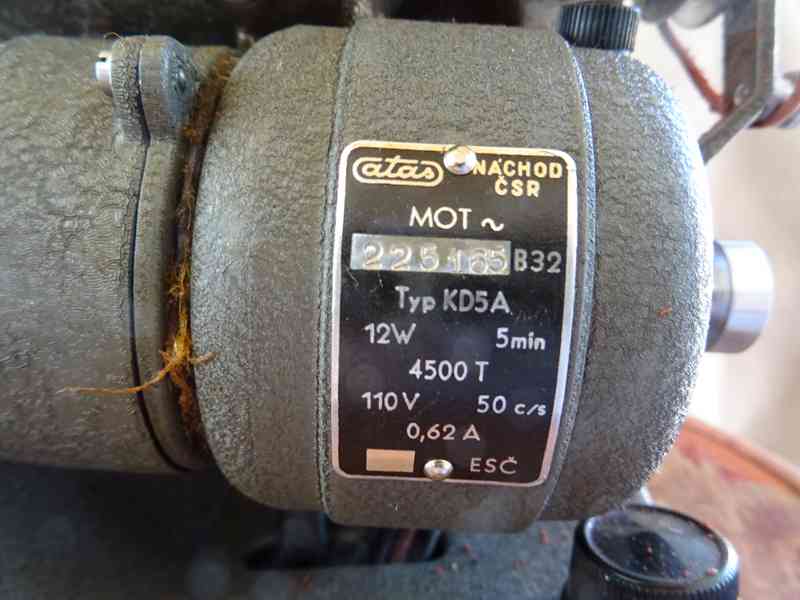 atas NÁCHOD
ČSR
MOT ~
225165 B32
Typ KD5A
12W 5min
4500 T
110V 50 c/s
0,62 A
ESČ